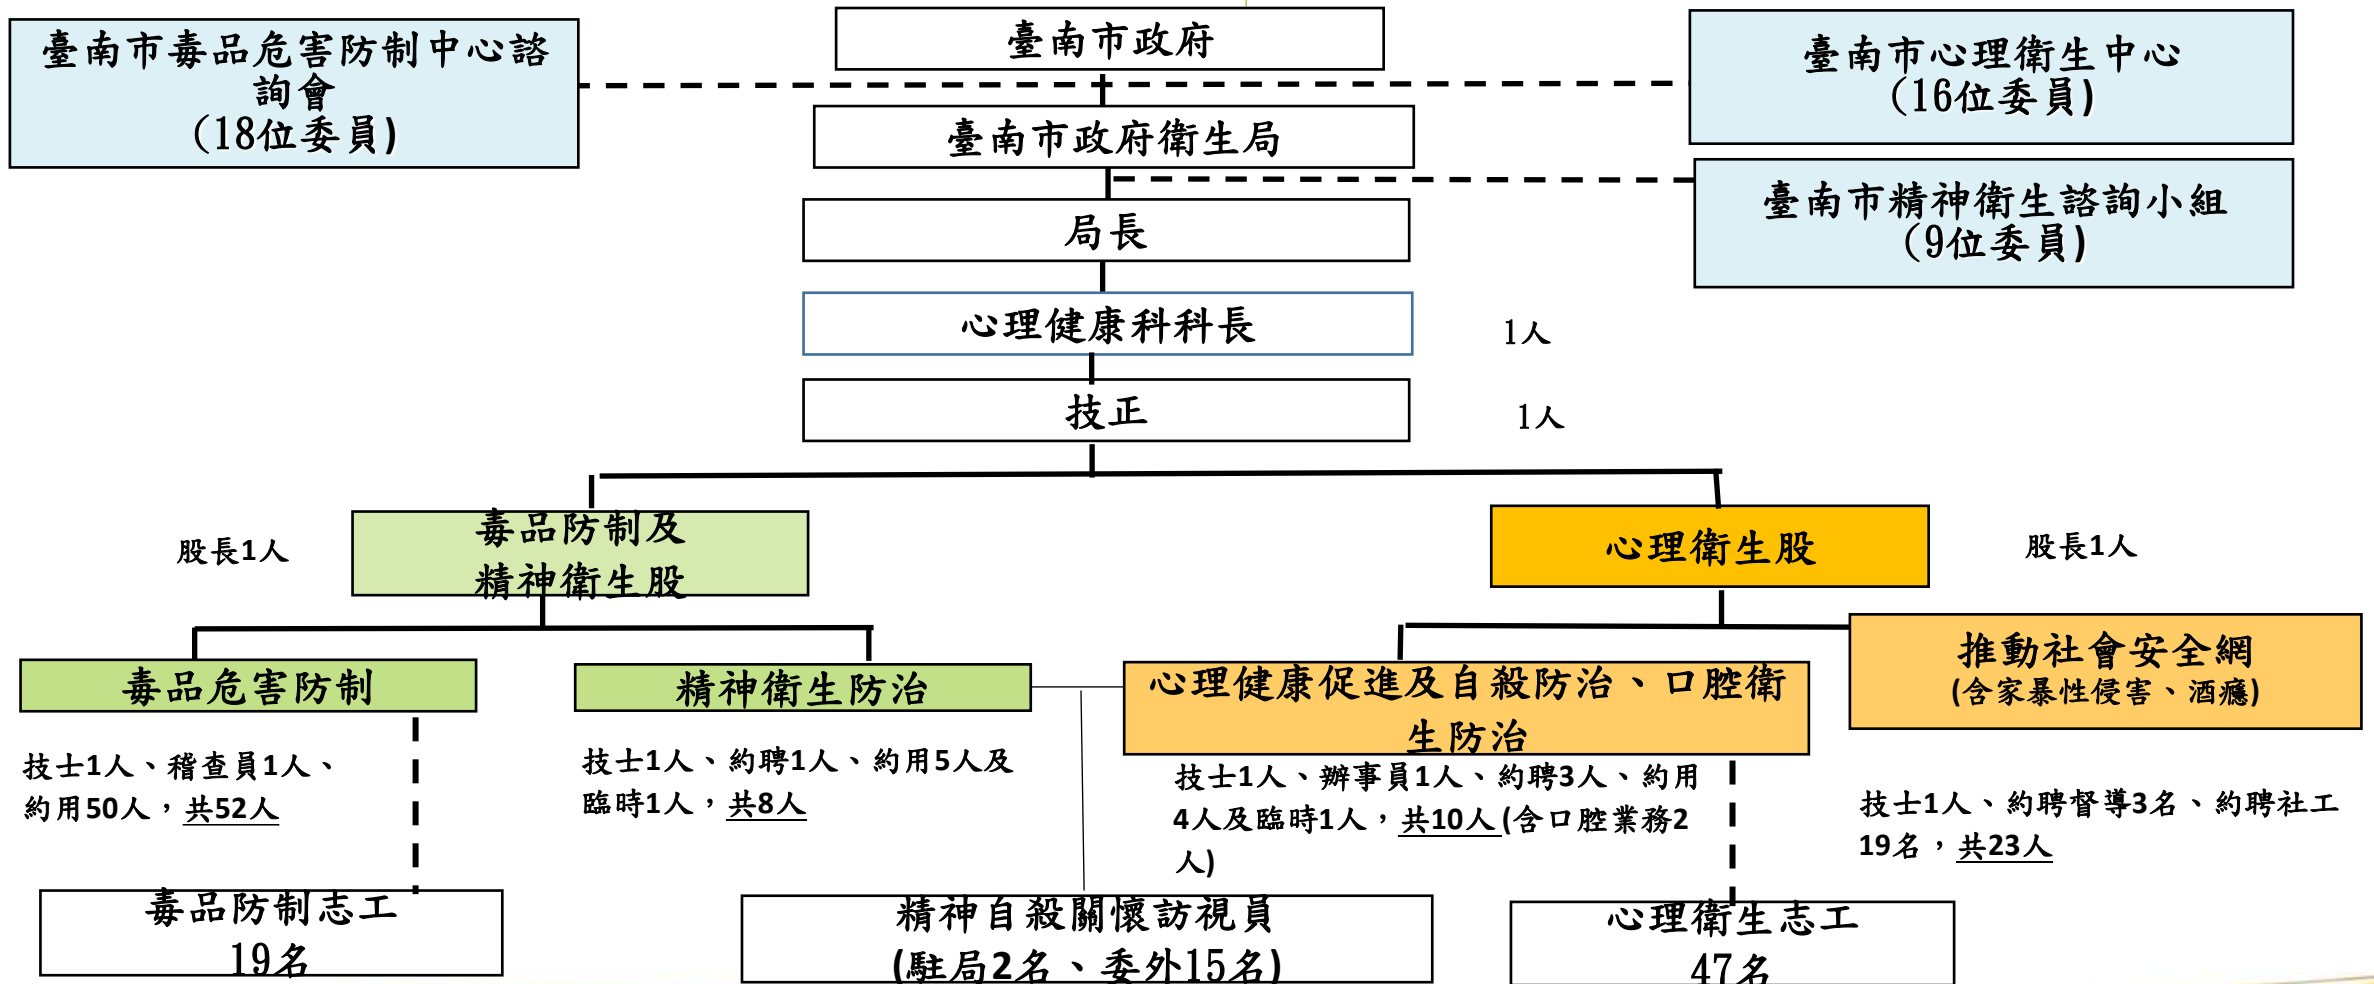 臺南市毒品危害防制中心諮
詢會
(18位委員)
臺南市政府
臺南市心理衛生中心
(16位委員)
臺南市政府衛生局
臺南市精神衛生諮詢小組
(9位委員)
局長
心理健康科科長
1人
技正
1人
股長1人
毒品防制及
精神衛生股
心理衛生股
股長1人
毒品危害防制
精神衛生防治
心理健康促進及自殺防治、口腔衛
生防治
推動社會安全網
(含家暴性侵害、酒癮)
技士1人、稽查員1人、
約用50人，共52人
技士1人、約聘1人、約用5人及
臨時1人，共8人
技士1人、辦事員1人、約聘3人、約用
4人及臨時1人，共10人(含口腔業務2
人)
技士1人、約聘督導3名、約聘社工
19名，共23人
毒品防制志工
19名
精神自殺關懷訪視員
(駐局2名、委外15名)
心理衛生志工
47名